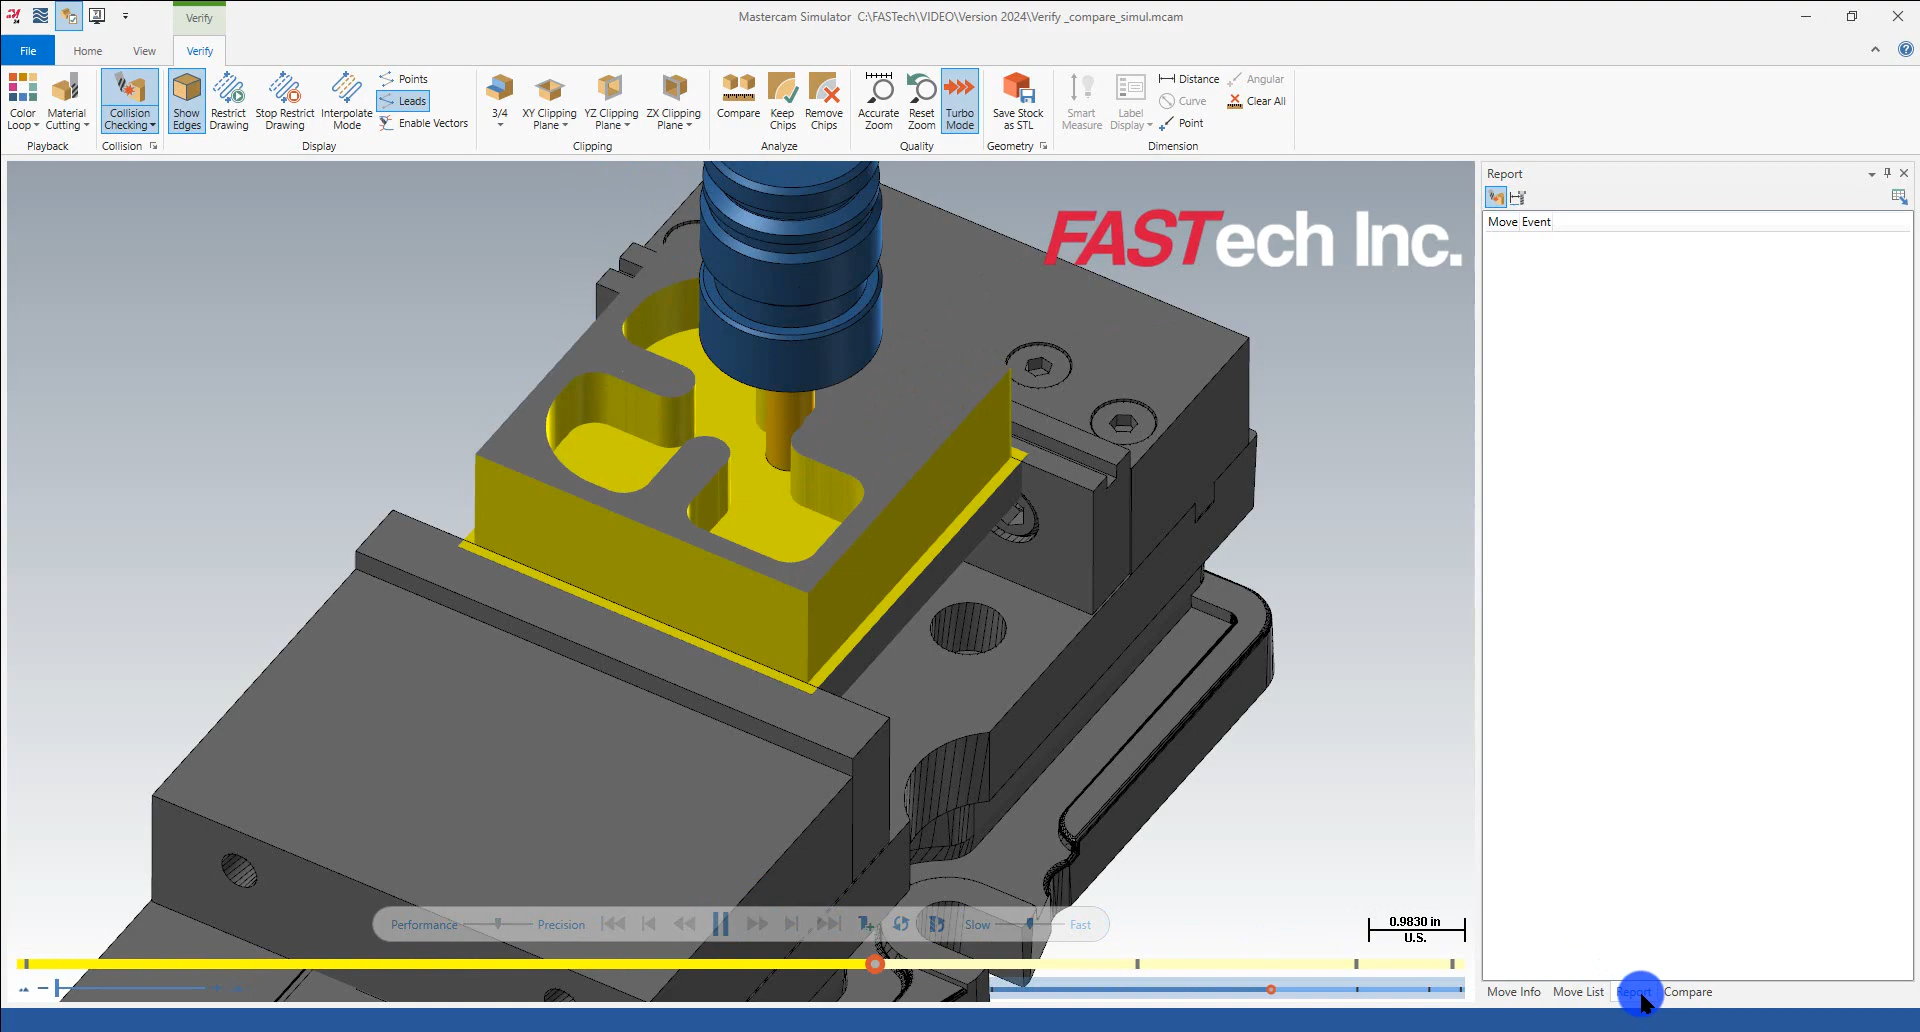 Verify
Mastercam Simulator C:\FASTech\VIDEO\Version 2024\Verify _compare_simul.mcam
File
Home
View
Verify
Color Loop
Material Cutting
Playback
Collision Checking
Collision
Show Edges
Restrict Drawing
Stop Restrict Drawing
Interpolate Mode
Points
Leads
Enable Vectors
Display
3/4
XY Clipping Plane
YZ Clipping Plane
ZX Clipping Plane
Clipping
Compare
Keep Chips
Remove Chips
Analyze
Accurate Zoom
Reset Zoom
Turbo Mode
Quality
Save Stock as STL
Geometry
Smart Measure
Label Display
Distance
Curve
Point
Angular
Clear All
Dimension
FASTech Inc.
Report
Move Event
Performance
Precision
Slow
Fast
0.9830 in
U.S.
Move Info
Move List
Report
Compare